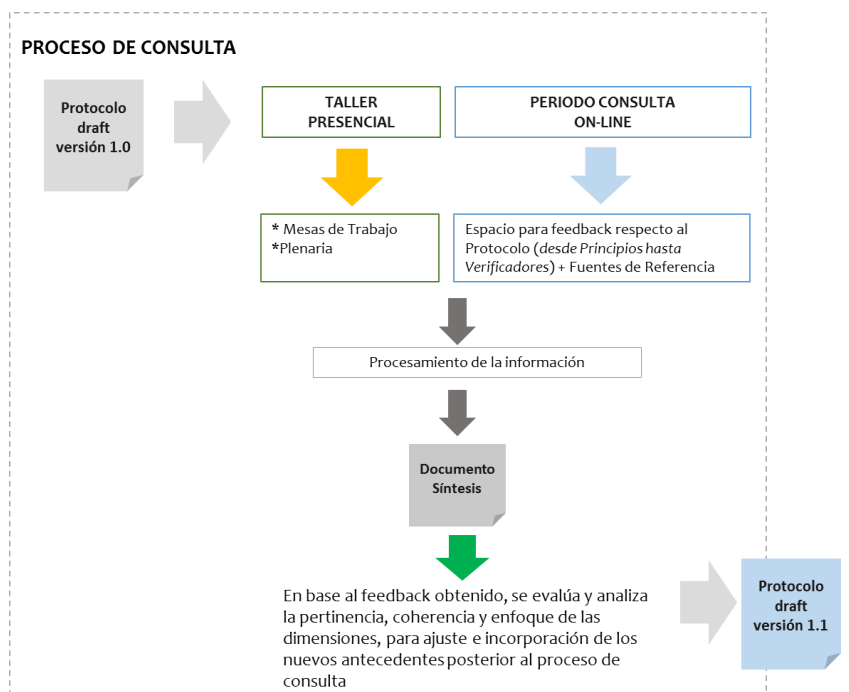 PROCESO DE CONSULTA
Protocolo
draft
versión 1.0
TALLER
PRESENCIAL
PERIODO CONSULTA
ON-LINE
* Mesas de Trabajo
*Plenaria
Espacio para feedback respecto al
Protocolo (desde Principios hasta
Verificadores) + Fuentes de Referencia
Procesamiento de la información
Documento
Síntesis
En base al feedback obtenido, se evalúa y analiza
la pertinencia, coherencia y enfoque de las
dimensiones, para ajuste e incorporación de los
nuevos antecedentes posterior al proceso de
consulta
Protocolo
draft
versión 1.1